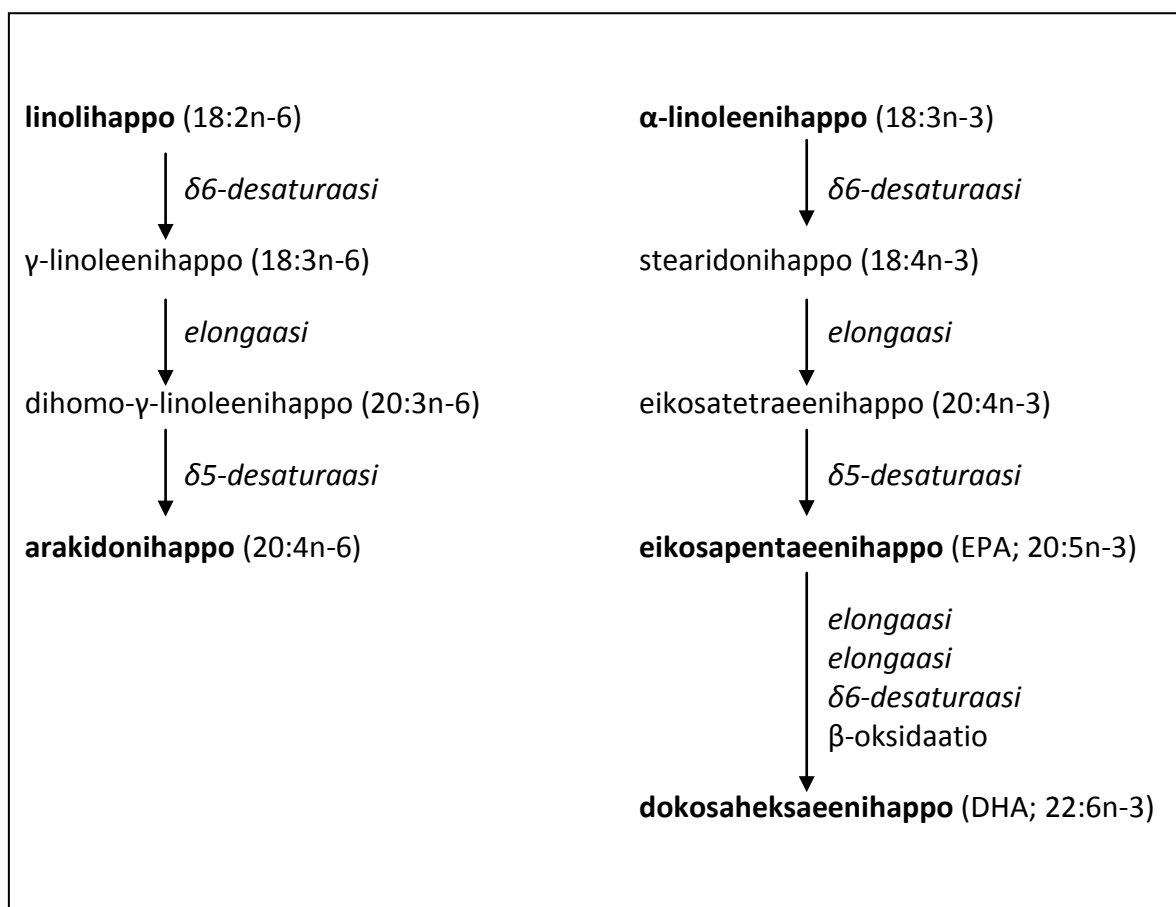 linolihappo (18:2n-6)
δ6-desaturaasi
γ-linoleenihappo (18:3n-6)
elongaasi
dihomo-γ-linoleenihappo (20:3n-6)
δ5-desaturaasi
arakidonihappo (20:4n-6)
α-linoleenihappo (18:3n-3)
δ6-desaturaasi
stearidonihappo (18:4n-3)
elongaasi
eikosatetraeenihappo (20:4n-3)
δ5-desaturaasi
eikosapentaeenihappo (EPA; 20:5n-3)
elongaasi
elongaasi
δ6-desaturaasi
β-oksidaatio
dokosaheksaeenihappo (DHA; 22:6n-3)